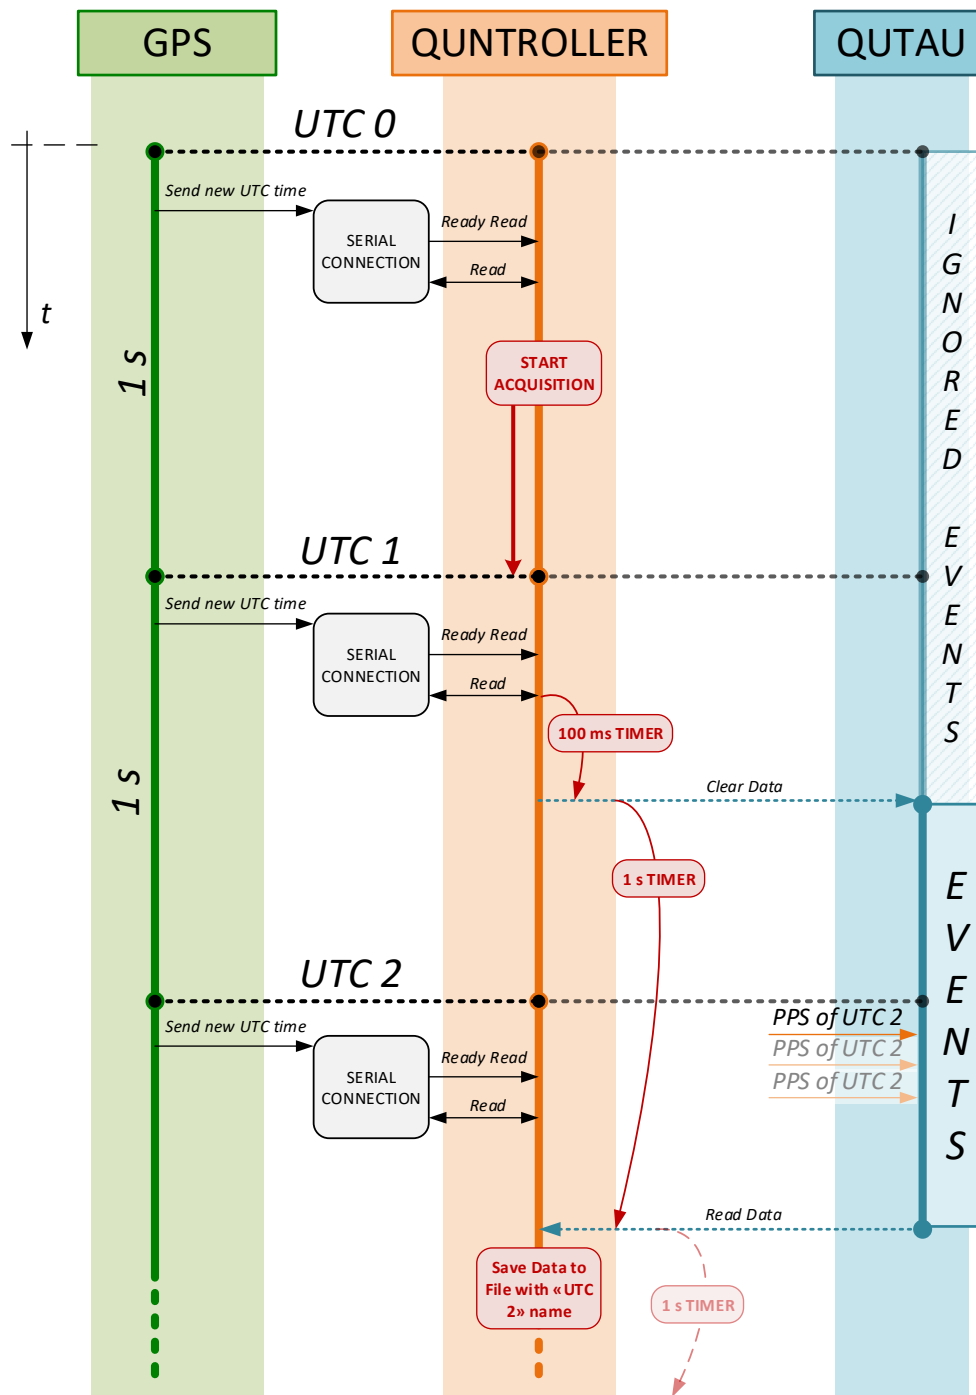 GPS
QUNTROLLER
QUTAU
UTC 0
Send new UTC time
SERIAL
CONNECTION
Ready Read
Read
t
1 s
START
ACQUISITION
IGNORED EVENTS
UTC 1
Send new UTC time
SERIAL
CONNECTION
Ready Read
Read
100 ms TIMER
1 s
Clear Data
1 s TIMER
EVENTS
UTC 2
Send new UTC time
SERIAL
CONNECTION
Ready Read
Read
PPS of UTC 2
PPS of UTC 2
PPS of UTC 2
Read Data
Save Data to
File with «UTC
2» name
1 s TIMER